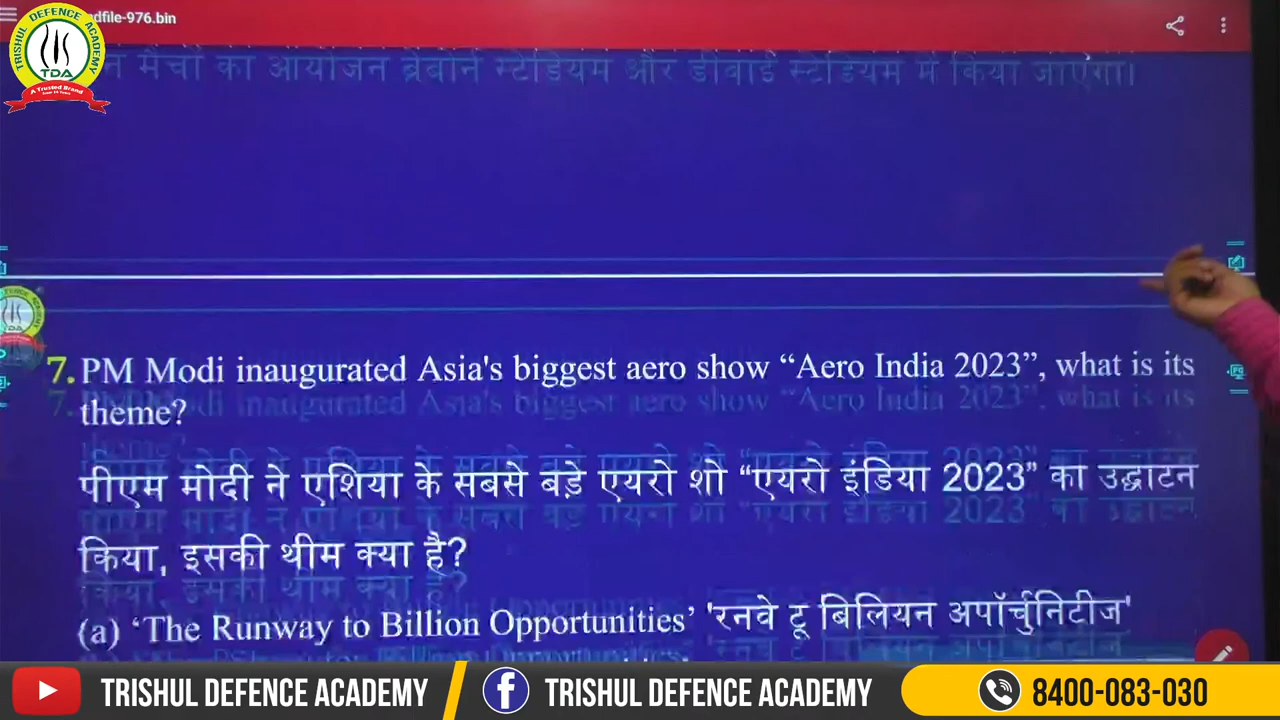 dfile-976.bin
TRISHUL DEFENCE ACADEMY
TDA
A Trusted Brand
मैचों का आयोजन ब्रेबोर्न स्टेडियम और डीवाई स्टेडियम में किया जाएगा।
7. PM Modi inaugurated Asia's biggest aero show “Aero India 2023”, what is its
theme?
पीएम मोदी ने एशिया के सबसे बड़े एयरो शो “एयरो इंडिया 2023” का उद्घाटन
किया, इसकी थीम क्या है?
(a) ‘The Runway to Billion Opportunities’ 'रनवे टू बिलियन अपॉर्चुनिटीज'
TRISHUL DEFENCE ACADEMY
TRISHUL DEFENCE ACADEMY
8400-083-030